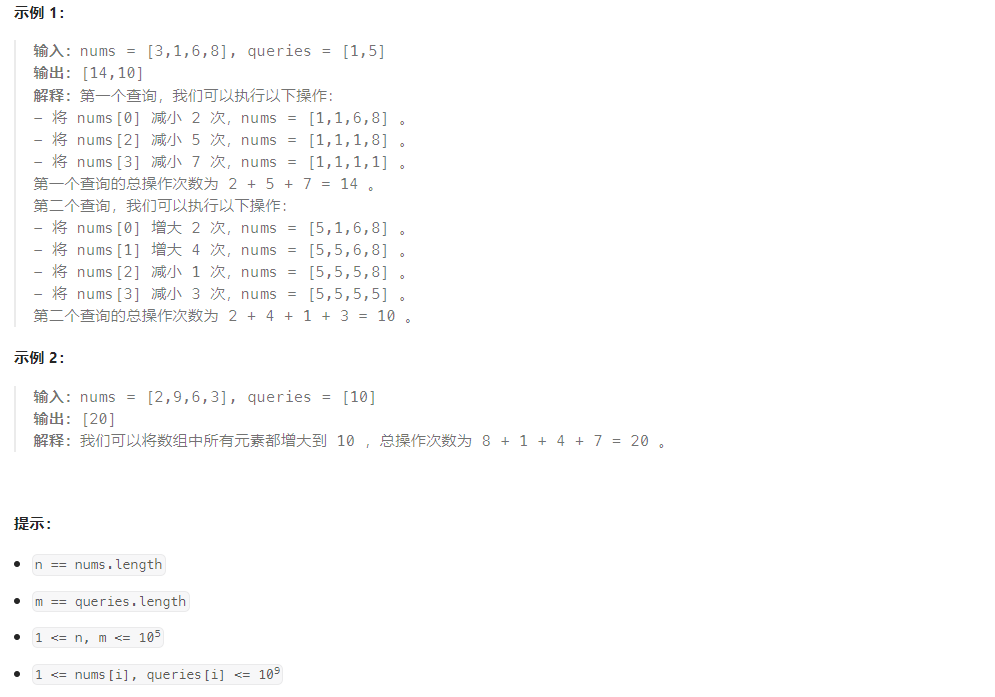 示例 1：
输入：nums = [3,1,6,8], queries = [1,5]
输出：[14,10]
解释：第一个查询，我们可以执行以下操作：
- 将 nums[0] 减小 2 次，nums = [1,1,6,8] 。
- 将 nums[2] 减小 5 次，nums = [1,1,1,8] 。
- 将 nums[3] 减小 7 次，nums = [1,1,1,1] 。
第一个查询的总操作次数为 2 + 5 + 7 = 14 。
第二个查询，我们可以执行以下操作：
- 将 nums[0] 增大 2 次，nums = [5,1,6,8] 。
- 将 nums[1] 增大 4 次，nums = [5,5,6,8] 。
- 将 nums[2] 减小 1 次，nums = [5,5,5,8] 。
- 将 nums[3] 减小 3 次，nums = [5,5,5,5] 。
第二个查询的总操作次数为 2 + 4 + 1 + 3 = 10 。
示例 2：
输入：nums = [2,9,6,3], queries = [10]
输出：[20]
解释：我们可以将数组中所有元素都增大到 10 ，总操作次数为 8 + 1 + 4 + 7 = 20 。
提示：
• n == nums.length
• m == queries.length
• 1 <= n, m <= 10⁵
• 1 <= nums[i], queries[i] <= 10⁹